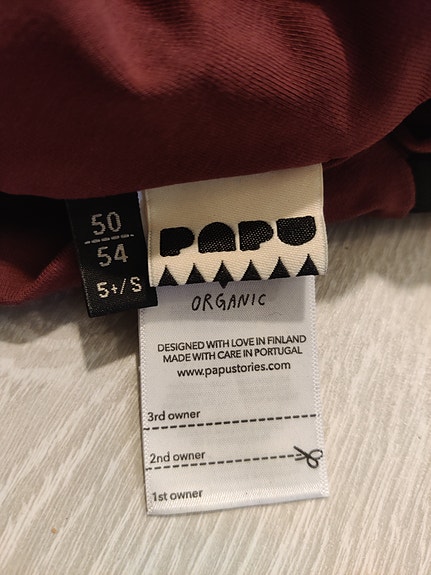 50
54
5+/S
PAPU
ORGANIC
DESIGNED WITH LOVE IN FINLAND
MADE WITH CARE IN PORTUGAL
www.papustories.com
3rd owner
2nd owner
1st owner